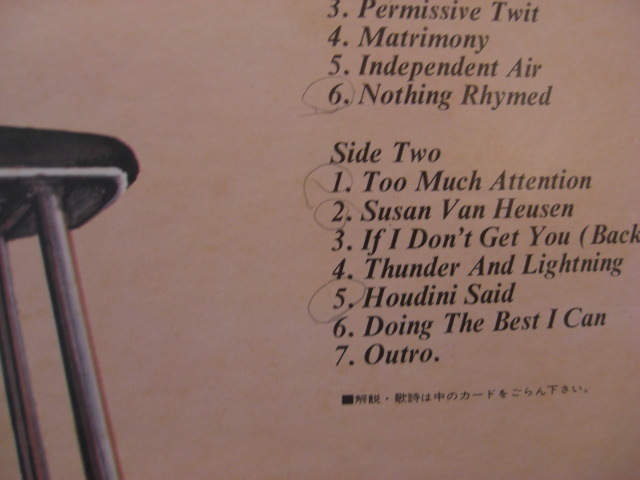 3. Permissive Twit
4. Matrimony
5. Independent Air
6. Nothing Rhymed
Side Two
1. Too Much Attention
2. Susan Van Heusen
3. If I Don't Get You (Back
4. Thunder And Lightning
5. Houdini Said
6. Doing The Best I Can
7. Outro.
■解説・歌詩は中のカードをごらん下さい。